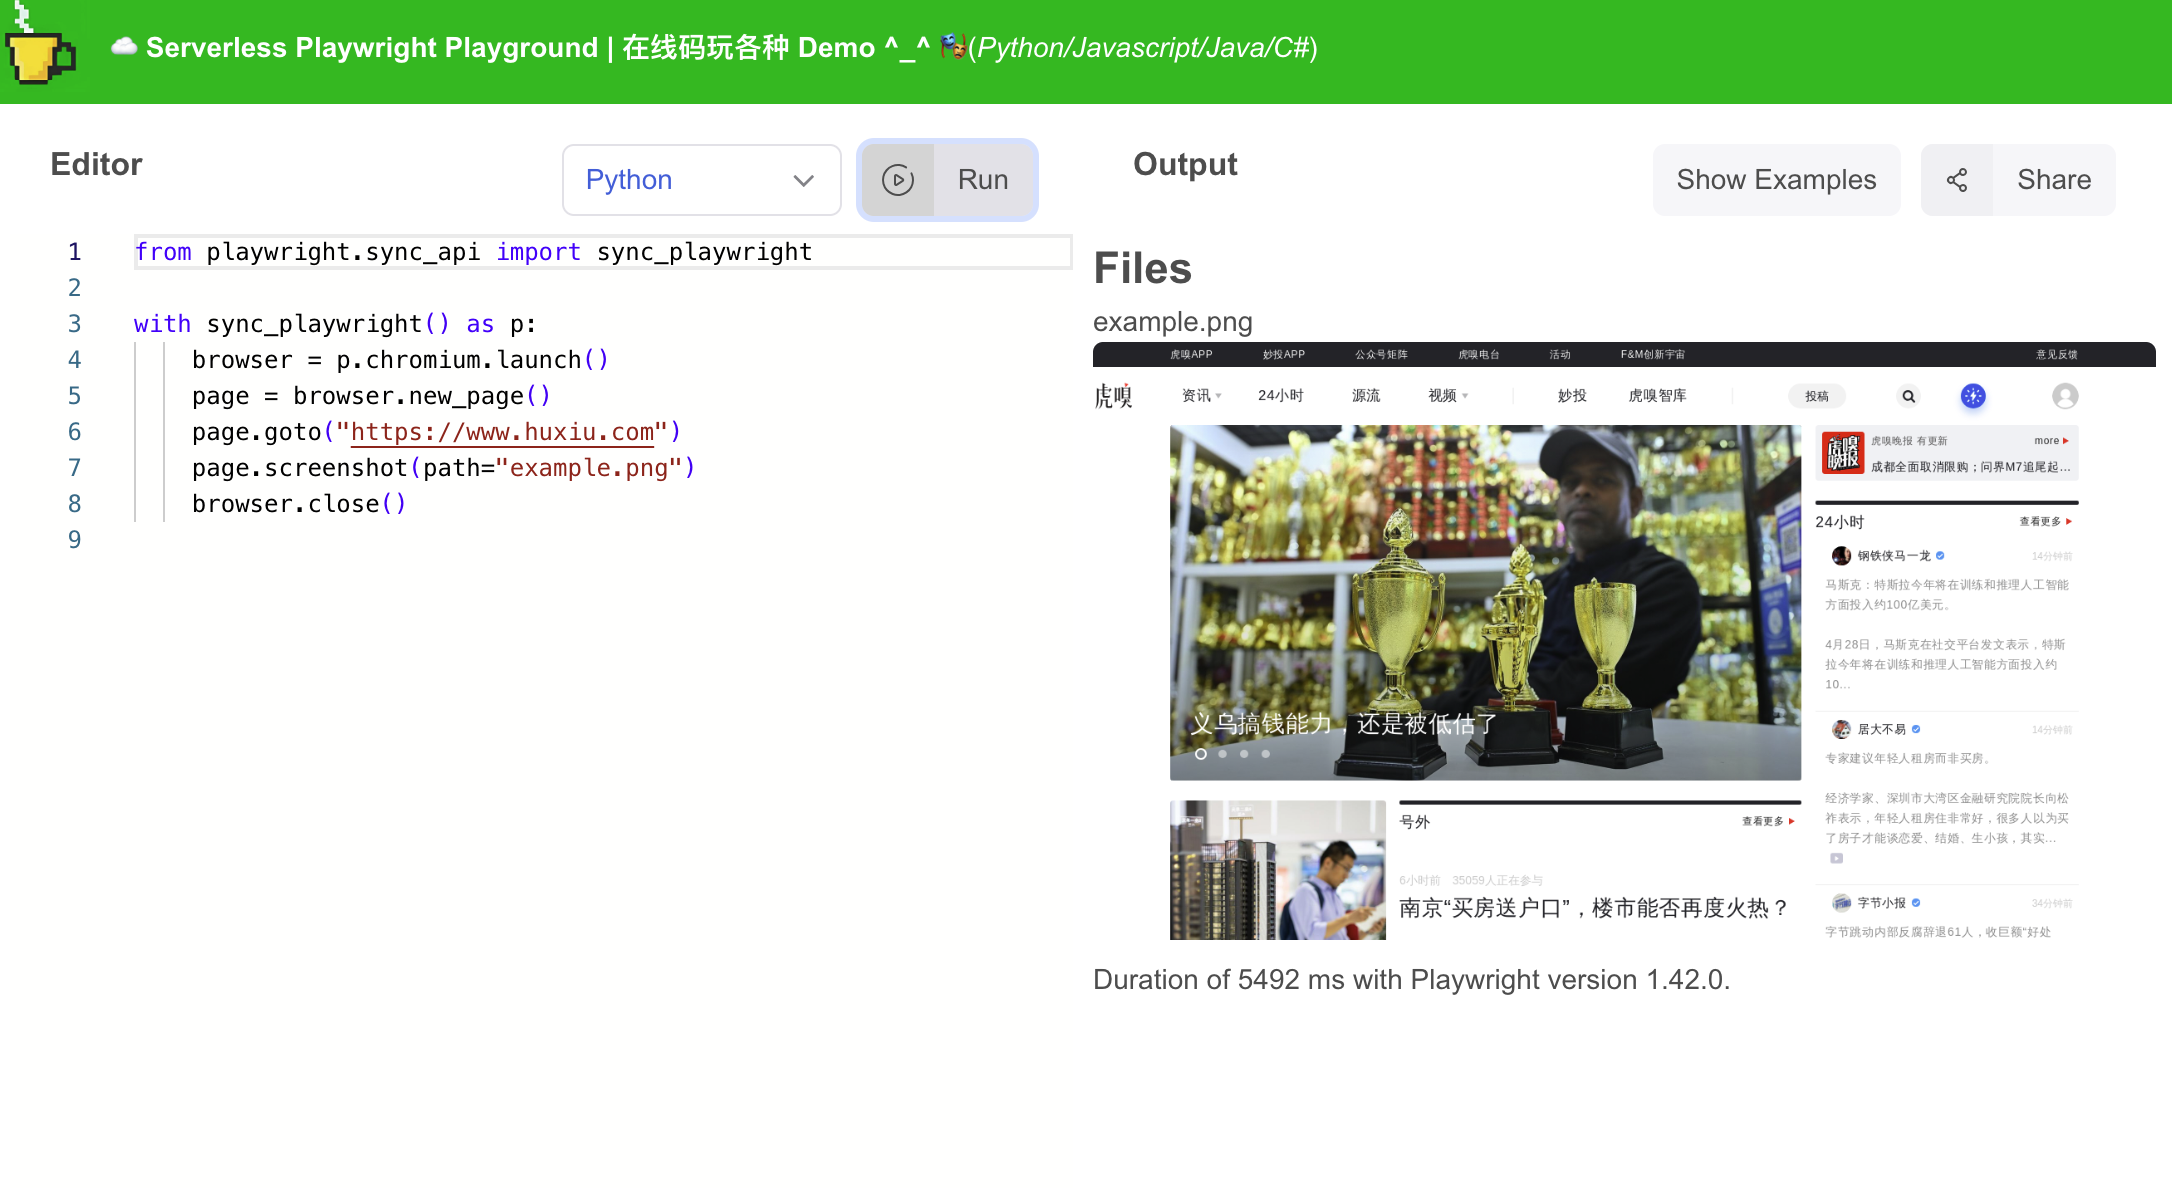 ☁️ Serverless Playwright Playground | 在线码玩各种 Demo ^_^ 🎭(Python/Javascript/Java/C#)
Editor
Python
Run
1 from playwright.sync_api import sync_playwright
2
3 with sync_playwright() as p:
4 browser = p.chromium.launch()
5 page = browser.new_page()
6 page.goto("https://www.huxiu.com")
7 page.screenshot(path="example.png")
8 browser.close()
9
Output
Show Examples
Share
Files
example.png
虎嗅APP 妙投APP 公众号矩阵 虎嗅电台 活动 F&M创新宇宙 意见反馈
虎嗅 资讯 24小时 源流 视频 妙投 虎嗅智库 投稿
义乌搞钱能力，还是被低估了
号外 查看更多
6小时前 35059人正在参与
南京“买房送户口”，楼市能否再度火热？
虎嗅晚报
虎嗅晚报 有更新 more
成都全面取消限购；问界M7追尾起...
24小时 查看更多
钢铁侠马一龙 14分钟前
马斯克：特斯拉今年将在训练和推理人工智能
方面投入约100亿美元。
4月28日，马斯克在社交平台发文表示，特斯
拉今年将在训练和推理人工智能方面投入约
10...
居大不易 14分钟前
专家建议年轻人租房而非买房。
经济学家、深圳市大湾区金融研究院院长向松
祚表示，年轻人租房住非常好，很多人以为买
了房子才能谈恋爱、结婚、生小孩，其实...
字节小报 34分钟前
字节跳动内部反腐辞退61人，收巨额“好处
Duration of 5492 ms with Playwright version 1.42.0.